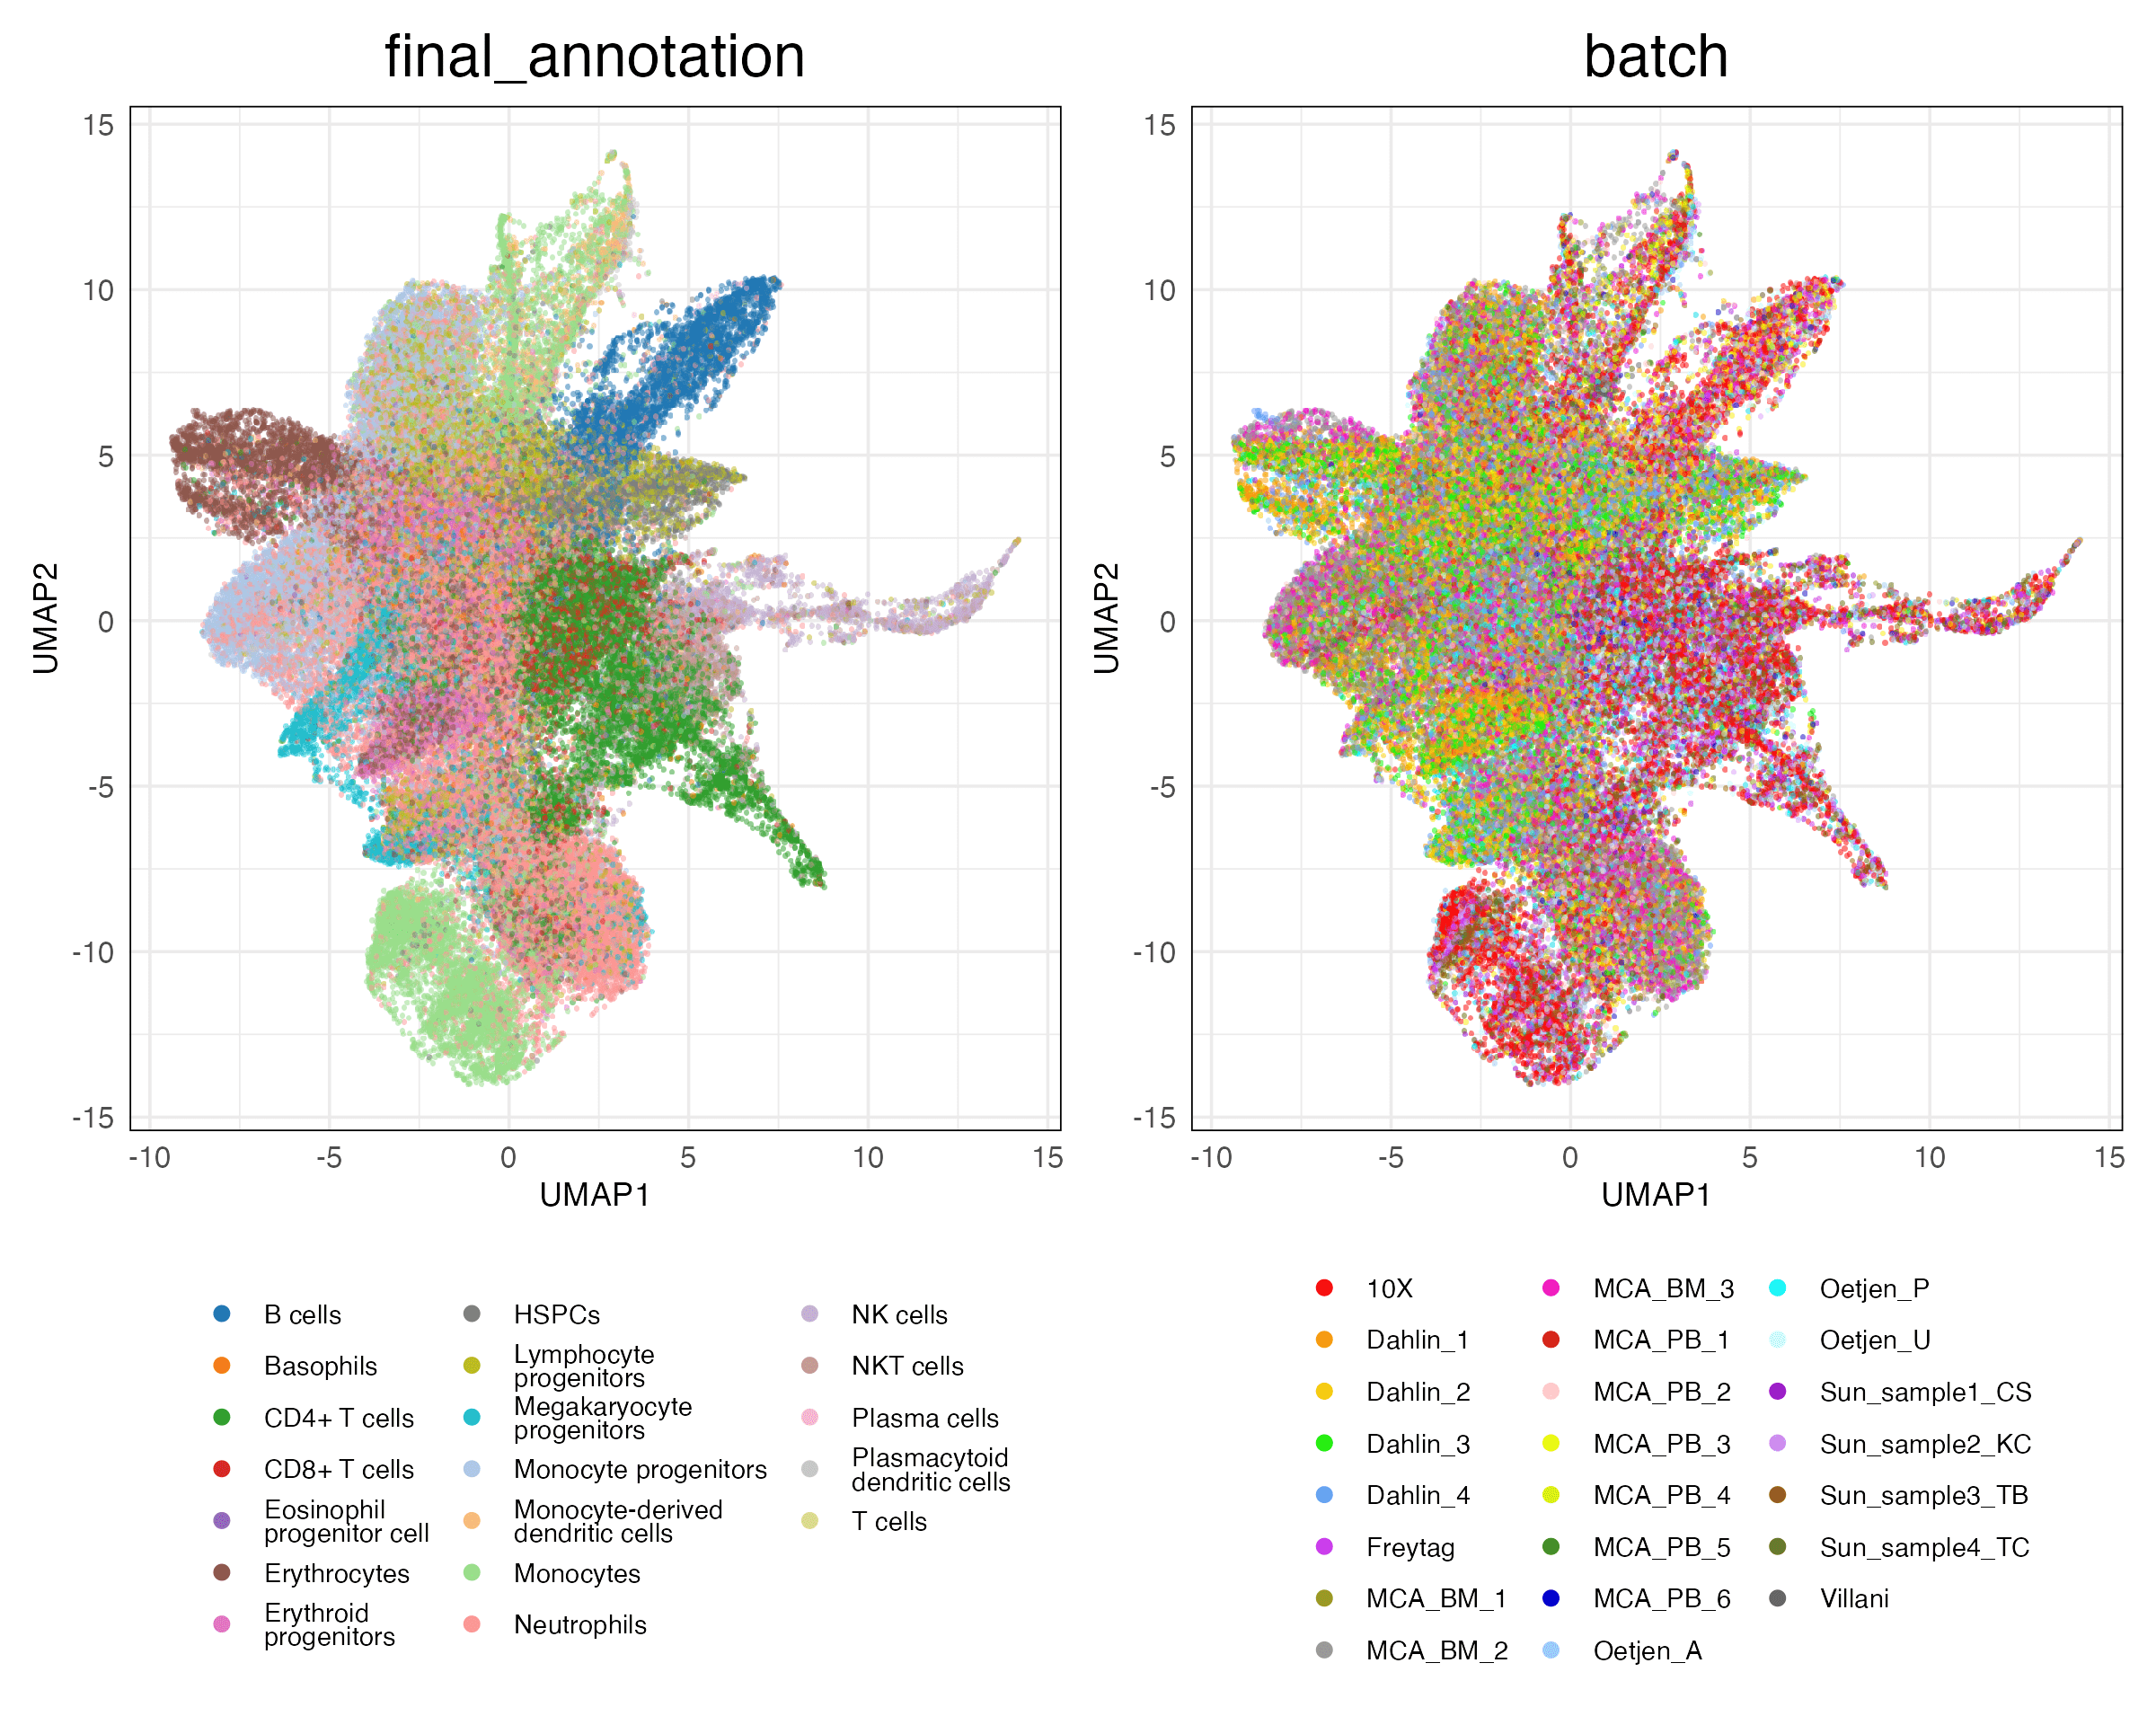 final_annotation
15
10
5
0
-5
-10
-15
-10 -5 0 5 10 15
UMAP1
UMAP2
B cells
Basophils
CD4+ T cells
CD8+ T cells
Eosinophil
progenitor cell
Erythrocytes
Erythroid
progenitors
HSPCs
Lymphocyte
progenitors
Megakaryocyte
progenitors
Monocyte progenitors
Monocyte-derived
dendritic cells
Monocytes
Neutrophils
NK cells
NKT cells
Plasma cells
Plasmacytoid
dendritic cells
T cells
batch
15
10
5
0
-5
-10
-15
-10 -5 0 5 10 15
UMAP1
UMAP2
10X
Dahlin_1
Dahlin_2
Dahlin_3
Dahlin_4
Freytag
MCA_BM_1
MCA_BM_2
MCA_BM_3
MCA_PB_1
MCA_PB_2
MCA_PB_3
MCA_PB_4
MCA_PB_5
MCA_PB_6
Oetjen_A
Oetjen_P
Oetjen_U
Sun_sample1_CS
Sun_sample2_KC
Sun_sample3_TB
Sun_sample4_TC
Villani